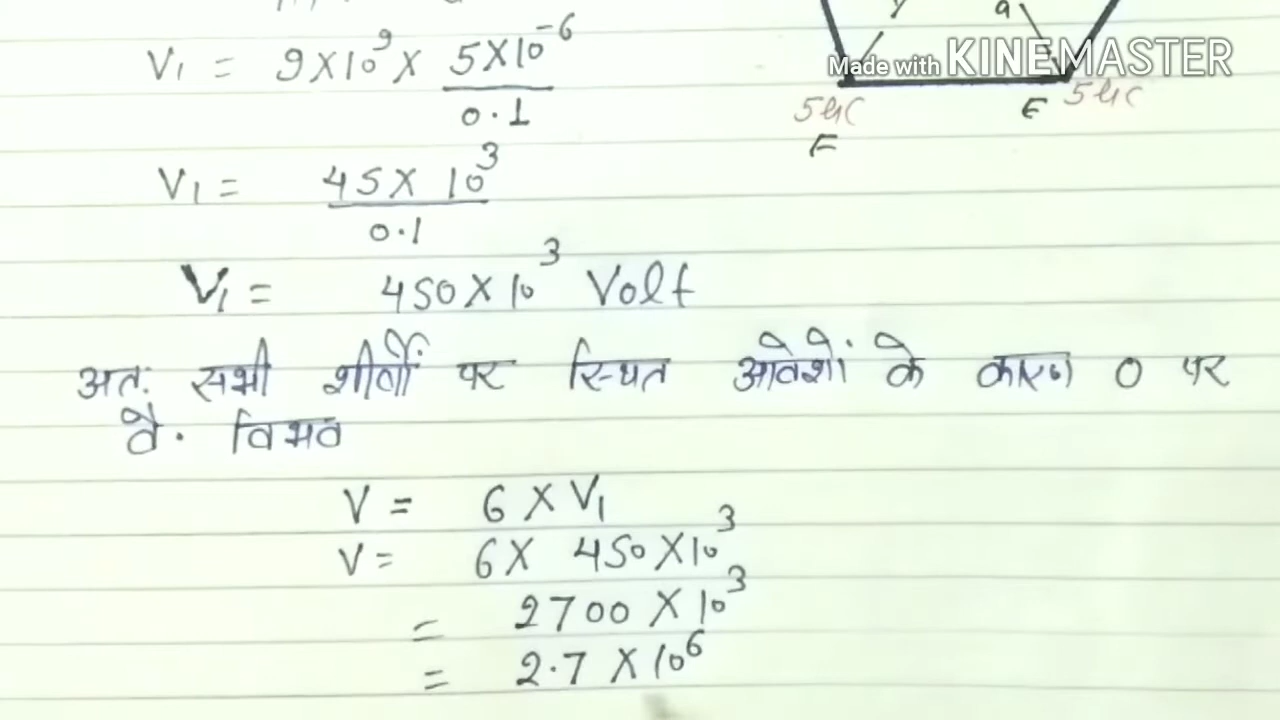 V₁ = 9×10⁹ × 5×10⁻⁶ / 0.1
V₁ = 45 × 10³ / 0.1
V₁ = 450×10³ Volt
अतः सभी शीर्षों पर स्थित आवेशों के कारण O पर
वै. विभव
V = 6 × V₁
V = 6 × 450×10³
= 2700 × 10³
= 2.7 × 10⁶
Made with KINEMASTER
5μC
E 5μC
F